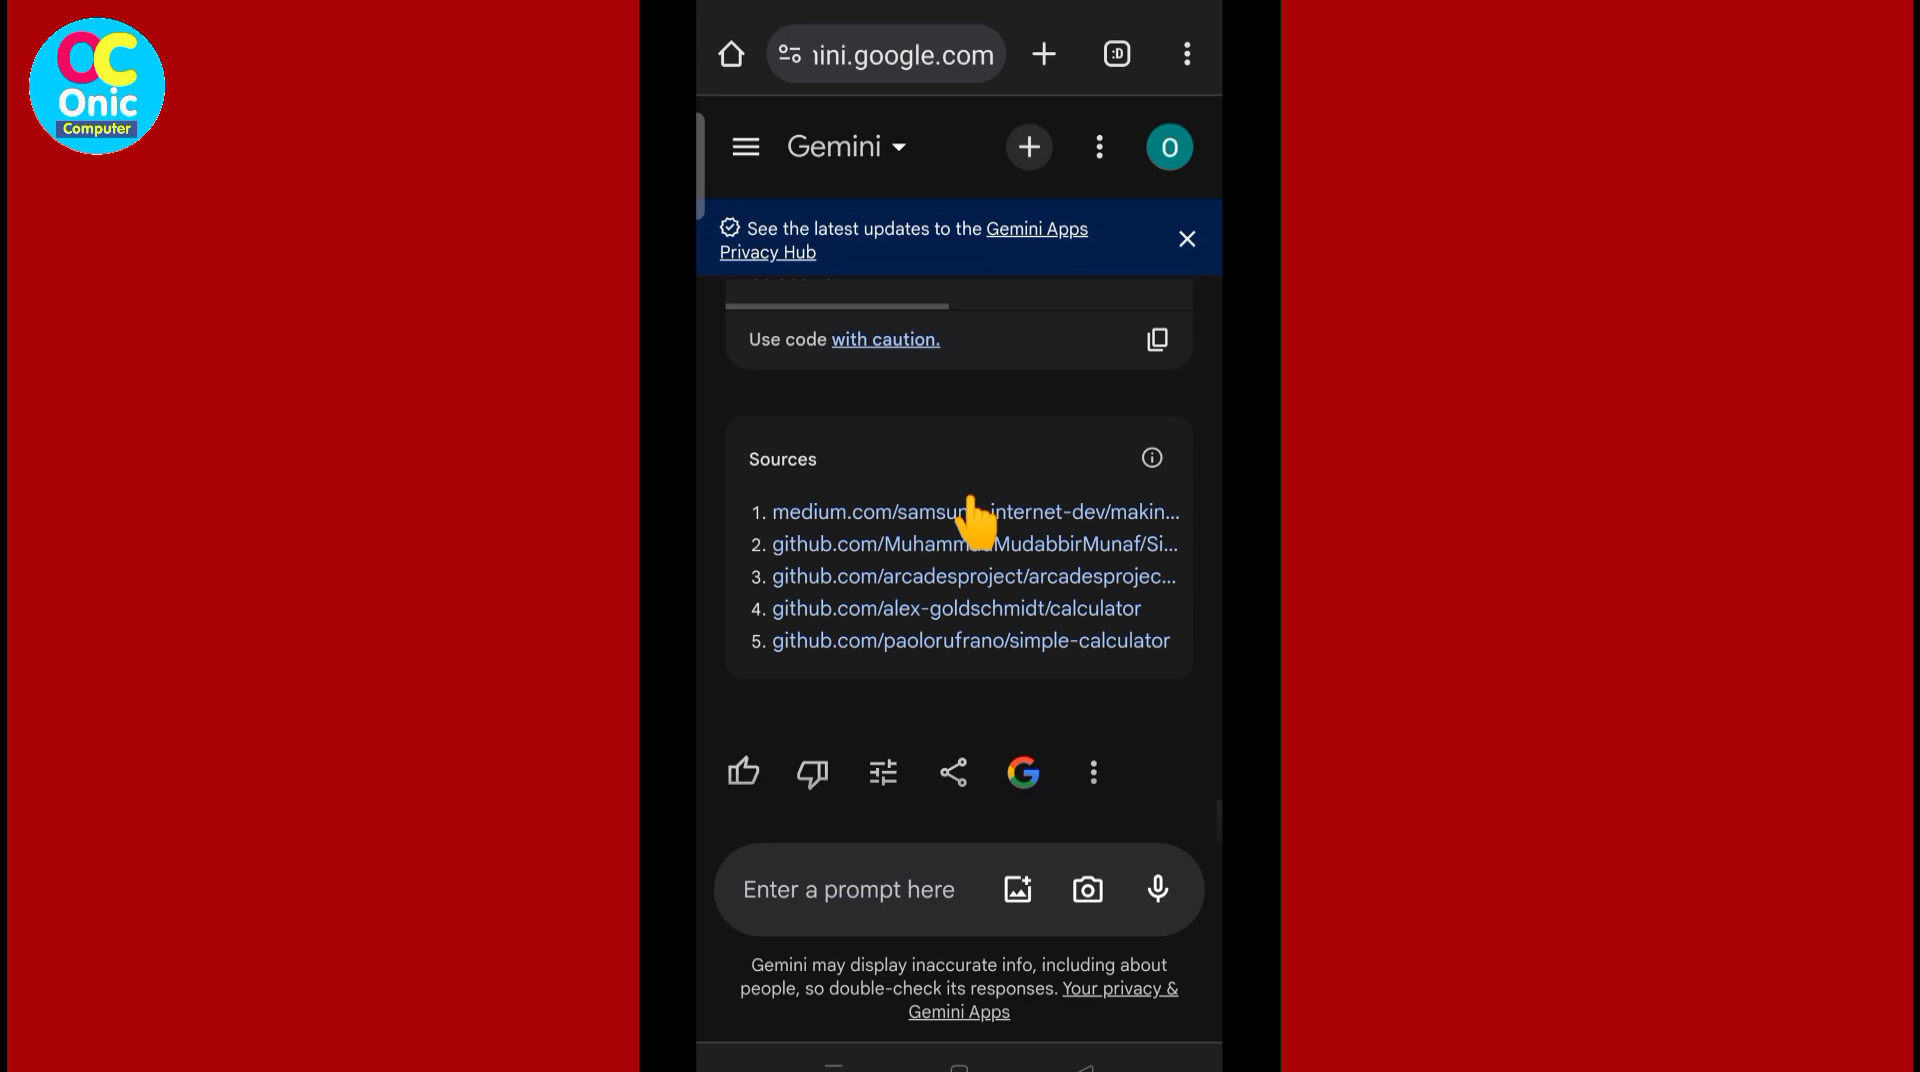 OC
Onic
Computer
ini.google.com
:D
Gemini
O
See the latest updates to the Gemini Apps
Privacy Hub
Use code with caution.
Sources
1. medium.com/samsun internet-dev/makin...
2. github.com/MuhammadMudabbirMunaf/Si...
3. github.com/arcadesproject/arcadesprojec...
4. github.com/alex-goldschmidt/calculator
5. github.com/paolorufrano/simple-calculator
G
Enter a prompt here
Gemini may display inaccurate info, including about
people, so double-check its responses. Your privacy &
Gemini Apps